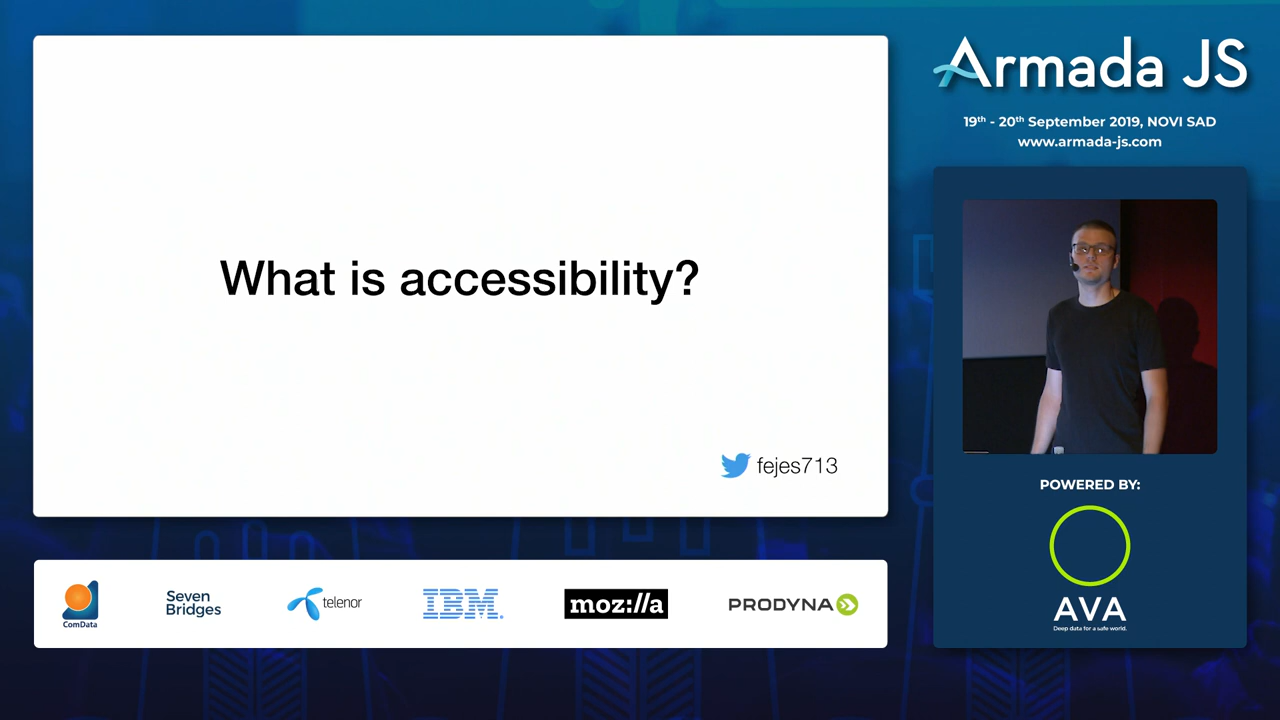 What is accessibility?
fejes713
Armada JS
19th - 20th September 2019, NOVI SAD
www.armada-js.com
POWERED BY:
AVA
Deep data for a safe world.
ComData
Seven
Bridges
telenor
IBM
moz://a
PRODYNA